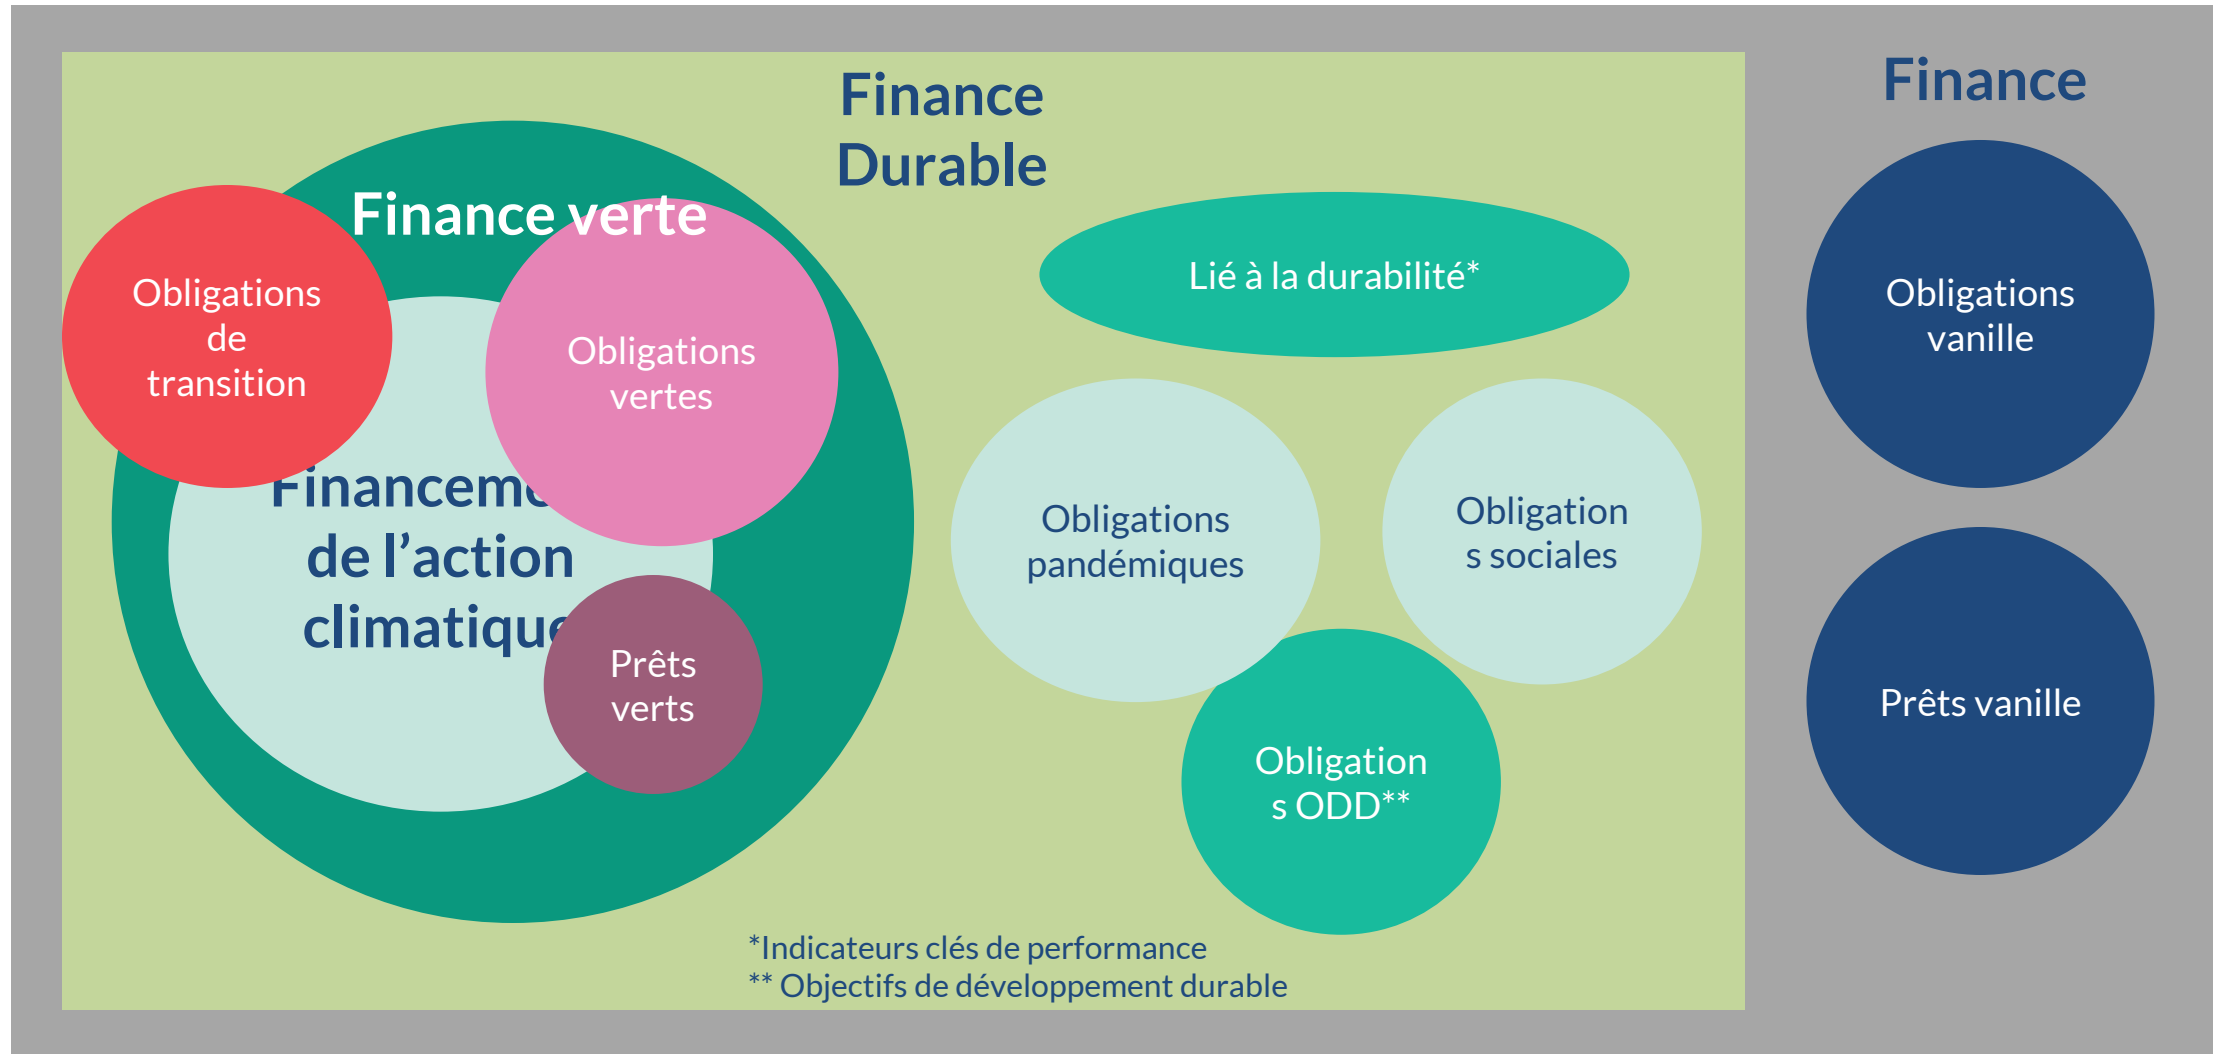 Finance
Durable
Finance
Finance verte
Obligations
de
transition
Obligations
vertes
de l’action
Prêts
verts
Lié à la durabilité*
Obligations
pandémiques
Obligation
s sociales
Obligation
s ODD**
Obligations
vanille
Prêts vanille
*Indicateurs clés de performance
** Objectifs de développement durable